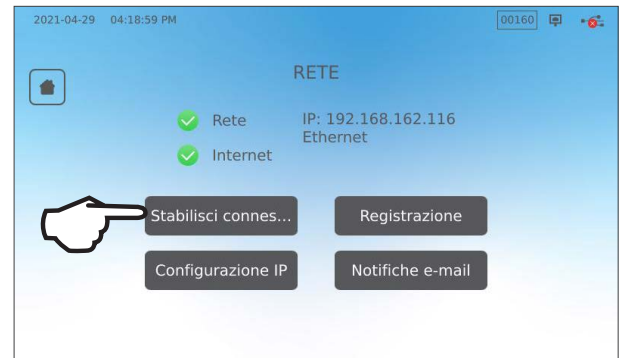 2021-04-29 04:18:59 PM 00160
RETE
Rete
IP: 192.168.162.116
Ethernet
Internet
Stabilisci connes...
Registrazione
Configurazione IP
Notifiche e-mail